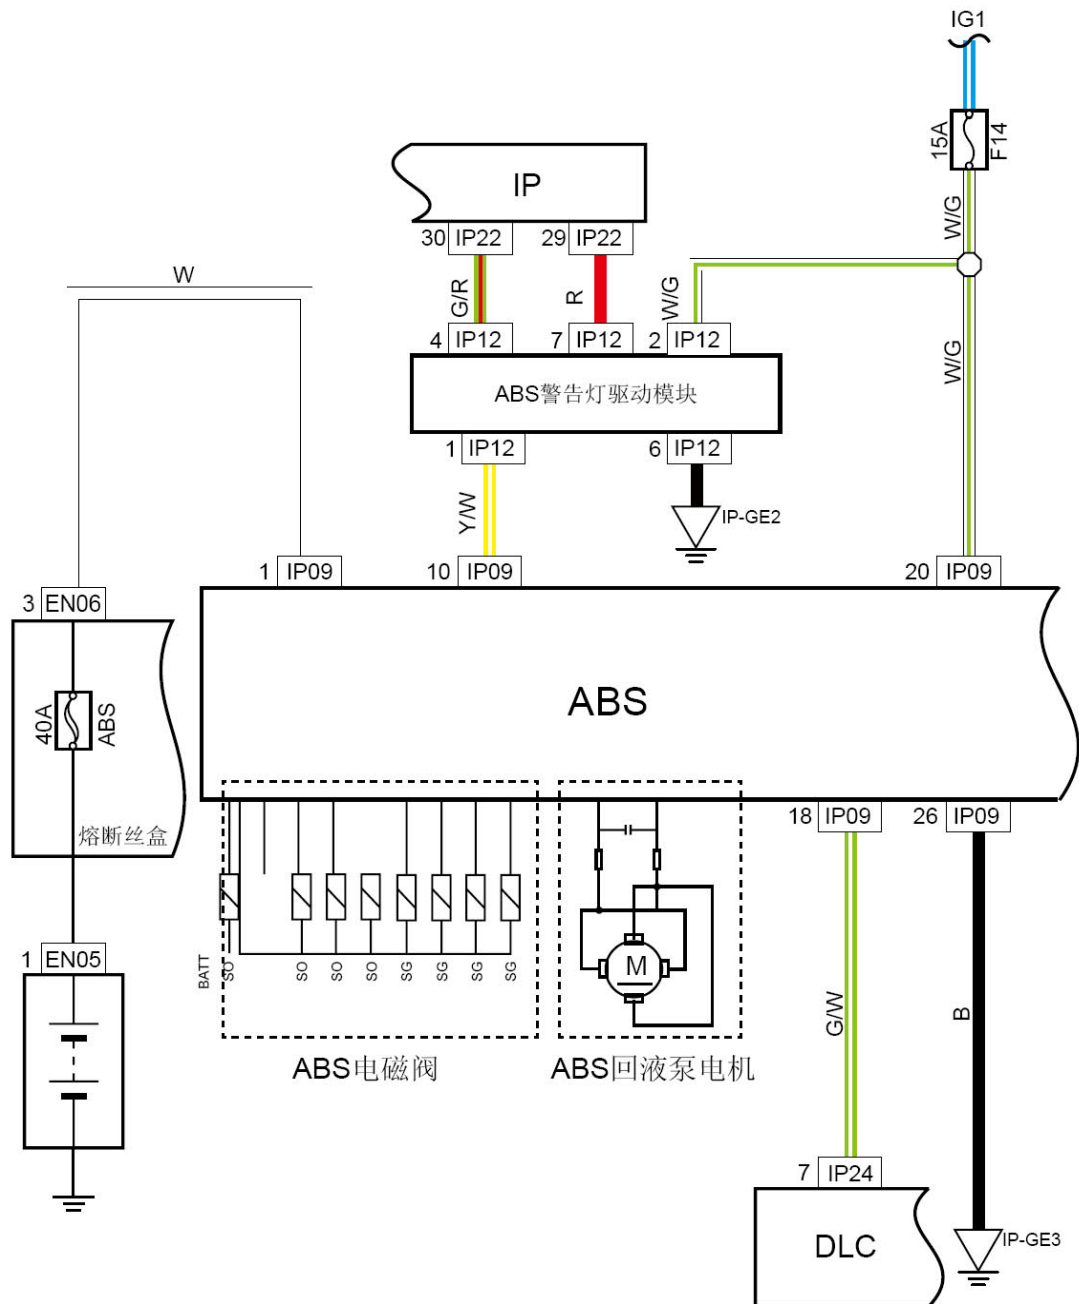 IG1
15A
F14
IP
W/G
30 IP22
29 IP22
W
G/R
R
W/G
4 IP12
7 IP12
2 IP12
W/G
ABS警告灯驱动模块
1 IP12
6 IP12
Y/W
IP-GE2
1 IP09
10 IP09
20 IP09
3 EN06
40A
ABS
ABS
熔断丝盒
18 IP09
26 IP09
1 EN05
BATT
SO
SO
SO
SO
SG
SG
SG
SG
M
G/W
B
ABS电磁阀
ABS回液泵电机
7 IP24
DLC
IP-GE3